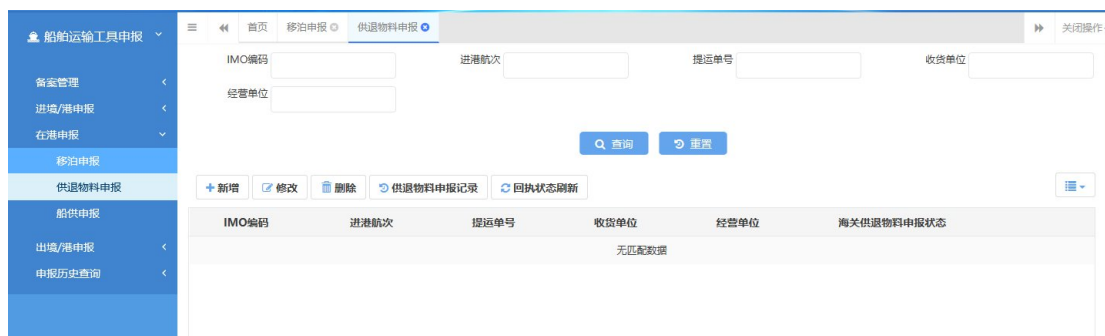 船舶运输工具申报
首页 移泊申报 供退物料申报 关闭操作
备案管理
进境/港申报
在港申报
移泊申报
供退物料申报
船供申报
出境/港申报
申报历史查询
IMO编码 进港航次 提运单号 收货单位
经营单位
查询 重置
新增 修改 删除 供退物料申报记录 回执状态刷新
IMO编码 进港航次 提运单号 收货单位 经营单位 海关供退物料申报状态
无匹配数据